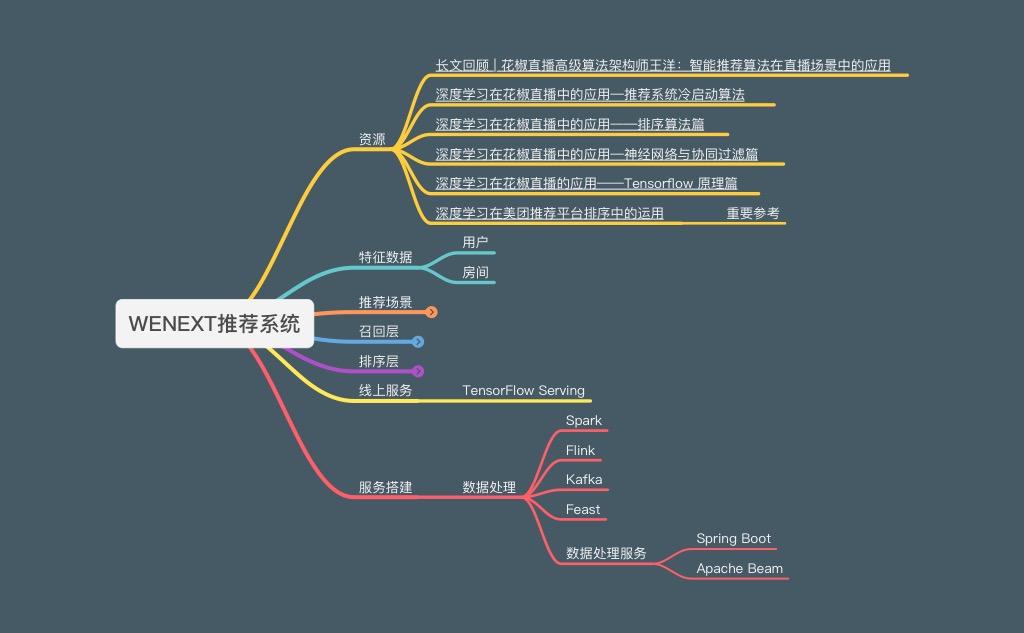 WENEXT推荐系统
资源
长文回顾 | 花椒直播高级算法架构师王洋：智能推荐算法在直播场景中的应用
深度学习在花椒直播中的应用—推荐系统冷启动算法
深度学习在花椒直播中的应用——排序算法篇
深度学习在花椒直播中的应用—神经网络与协同过滤篇
深度学习在花椒直播的应用——Tensorflow 原理篇
深度学习在美团推荐平台排序中的运用
重要参考
特征数据
用户
房间
推荐场景
召回层
排序层
线上服务
TensorFlow Serving
服务搭建
数据处理
Spark
Flink
Kafka
Feast
数据处理服务
Spring Boot
Apache Beam